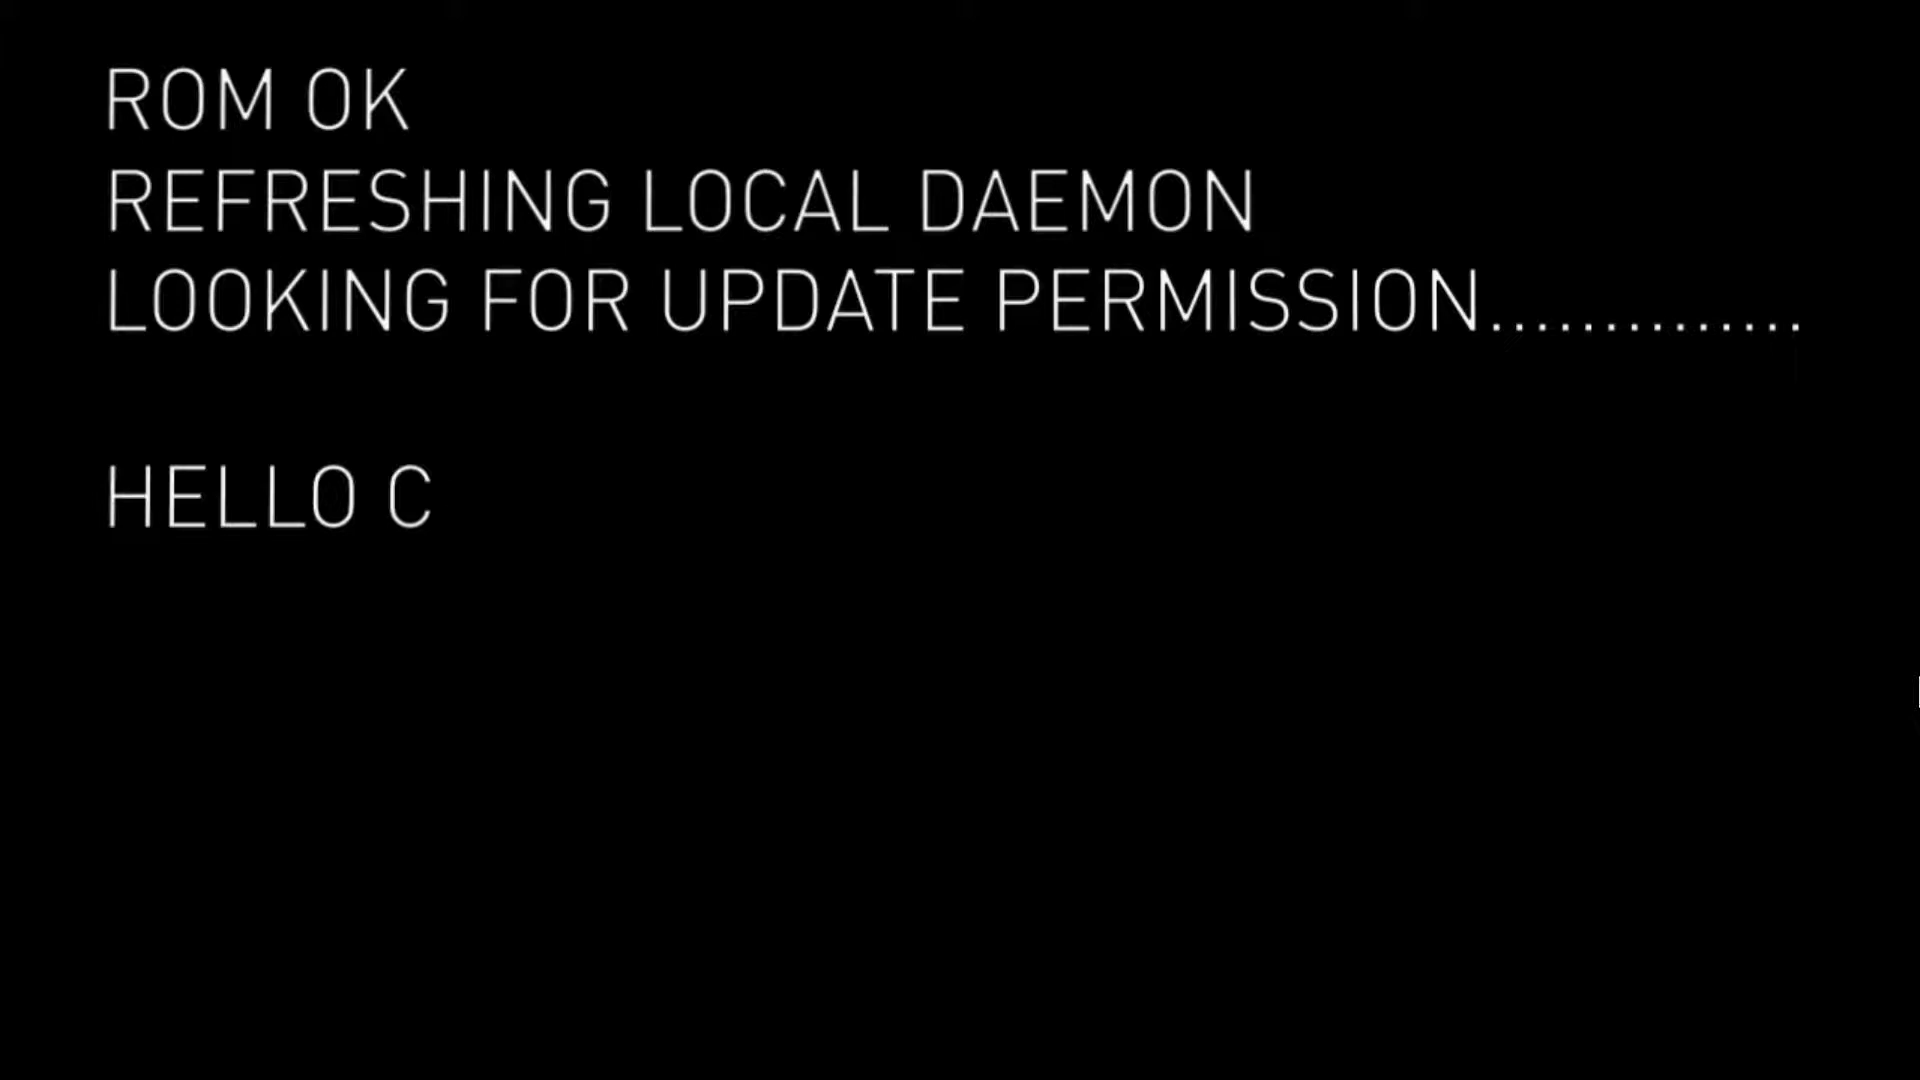 ROM OK
REFRESHING LOCAL DAEMON
LOOKING FOR UPDATE PERMISSION..............
HELLO C